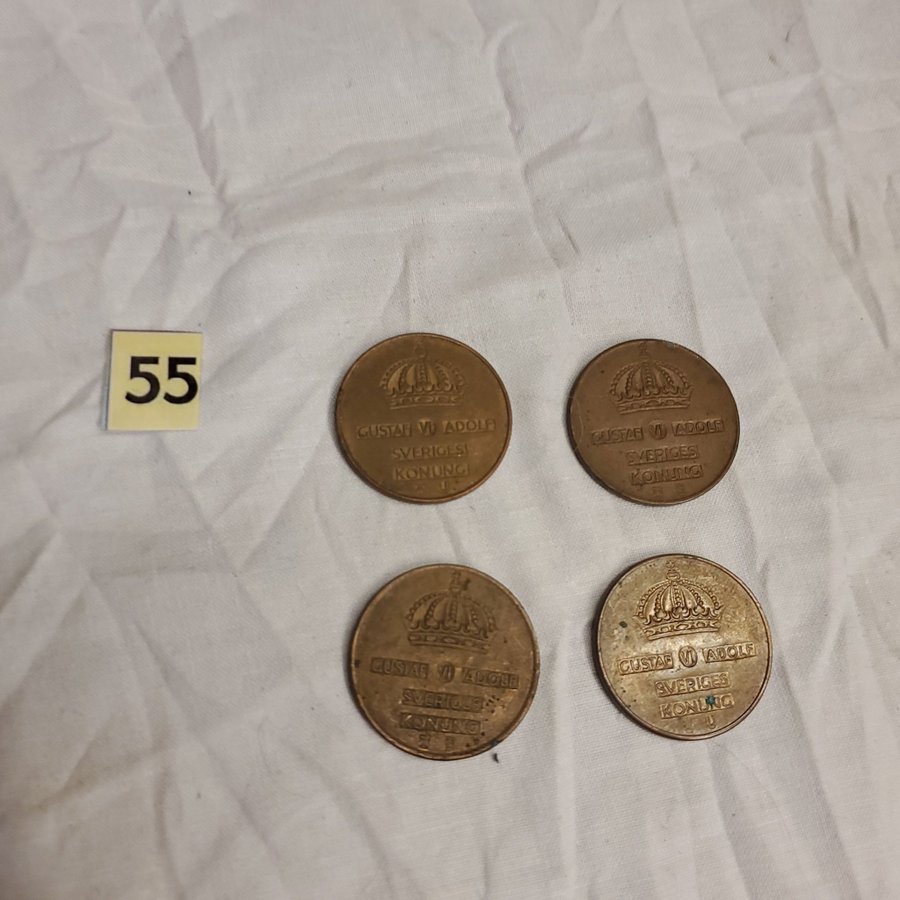 55
GUSTAF VI ADOLF
SVERIGES
KONUNG
GUSTAF VI ADOLF
SVERIGES
KONUNG
GUSTAF VI ADOLF
SVERIGES
KONUNG
GUSTAF VI ADOLF
SVERIGES
KONUNG